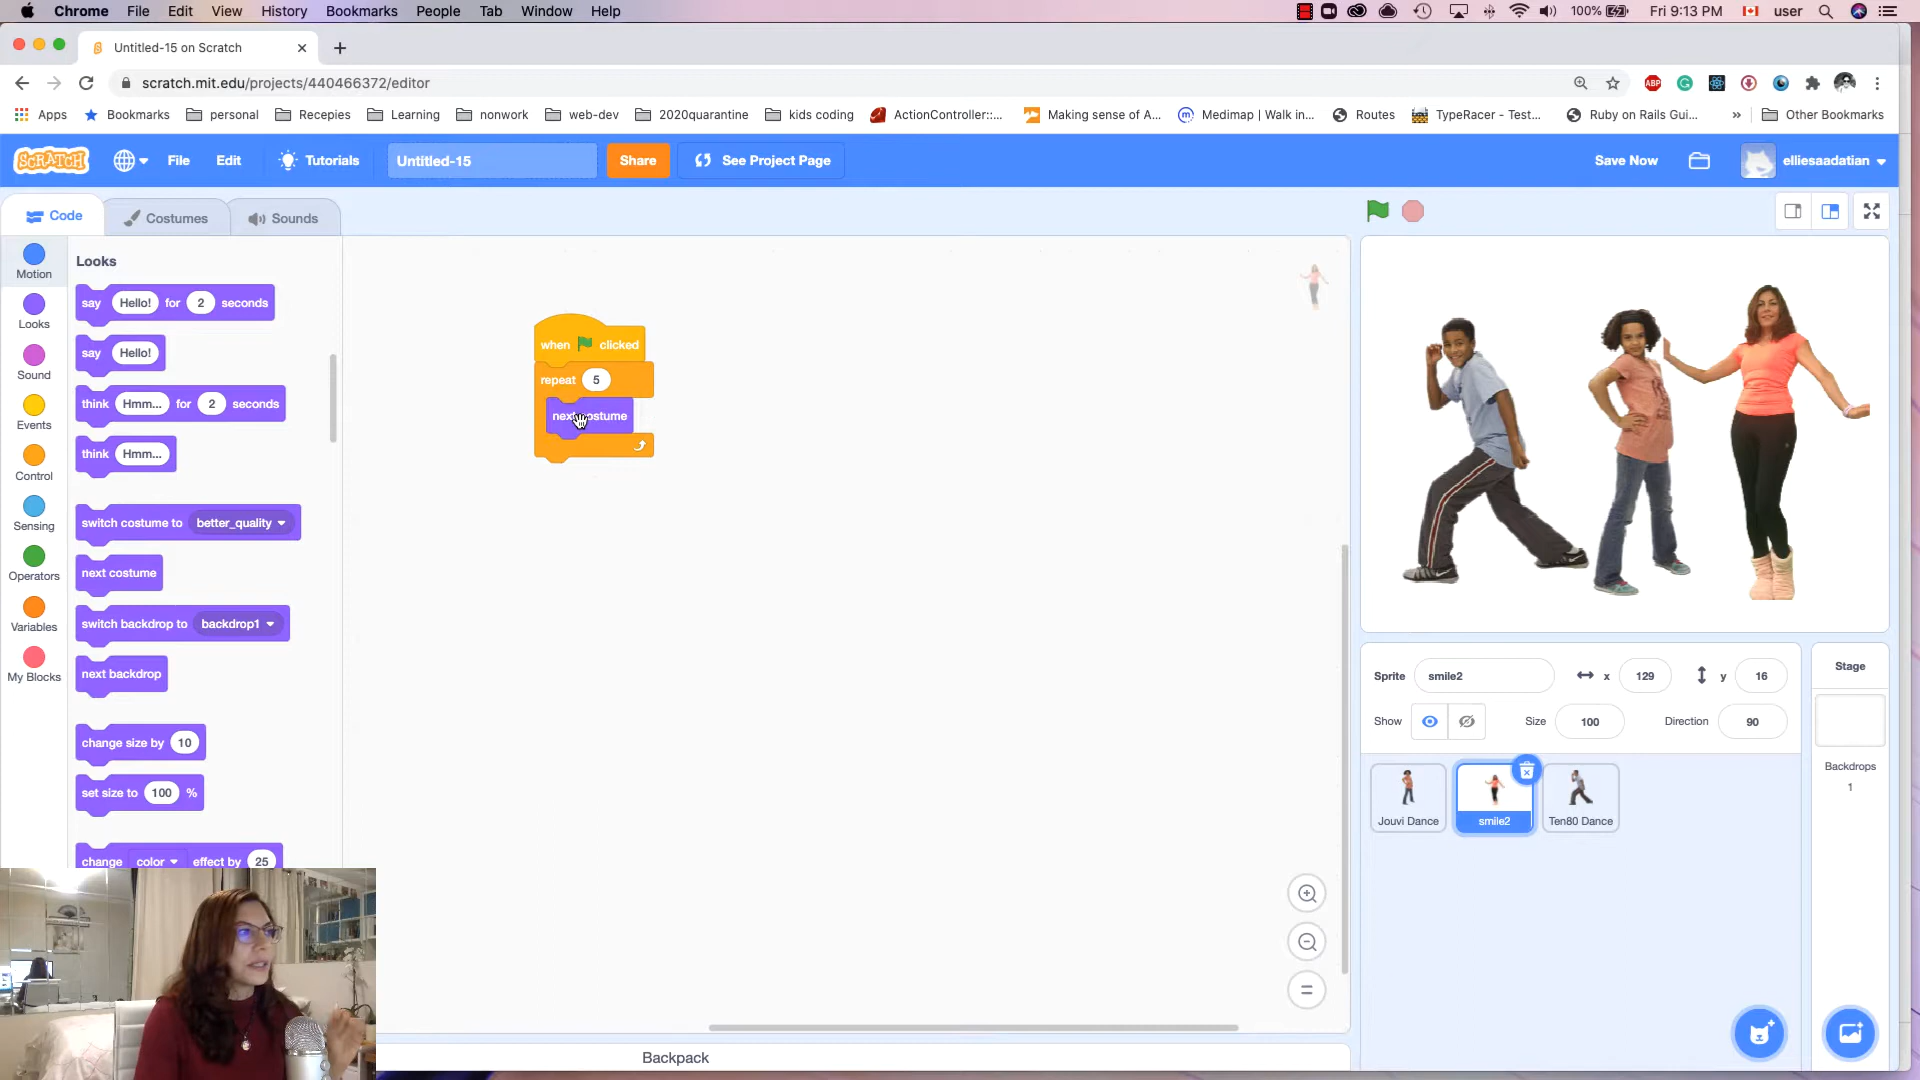 Chrome File Edit View History Bookmarks People Tab Window Help 100% Fri 9:13 PM user
Untitled-15 on Scratch
scratch.mit.edu/projects/440466372/editor ABP
Apps Bookmarks personal Recepies Learning nonwork web-dev 2020quarantine kids coding ActionController::... Making sense of A... Medimap | Walk in... Routes TypeRacer - Test... Ruby on Rails Gui... » Other Bookmarks
SCRATCH File Edit Tutorials Untitled-15 Share See Project Page Save Now elliesaadatian
Code Costumes Sounds
Motion
Looks
Sound
Events
Control
Sensing
Operators
Variables
My Blocks
Looks
say Hello! for 2 seconds
say Hello!
think Hmm... for 2 seconds
think Hmm...
switch costume to better_quality
next costume
switch backdrop to backdrop1
next backdrop
change size by 10
set size to 100 %
change color effect by 25
when clicked
repeat 5
next costume
Sprite smile2 x 129 y 16
Show Size 100 Direction 90
Jouvi Dance smile2 Ten80 Dance
Stage
Backdrops
1
Backpack